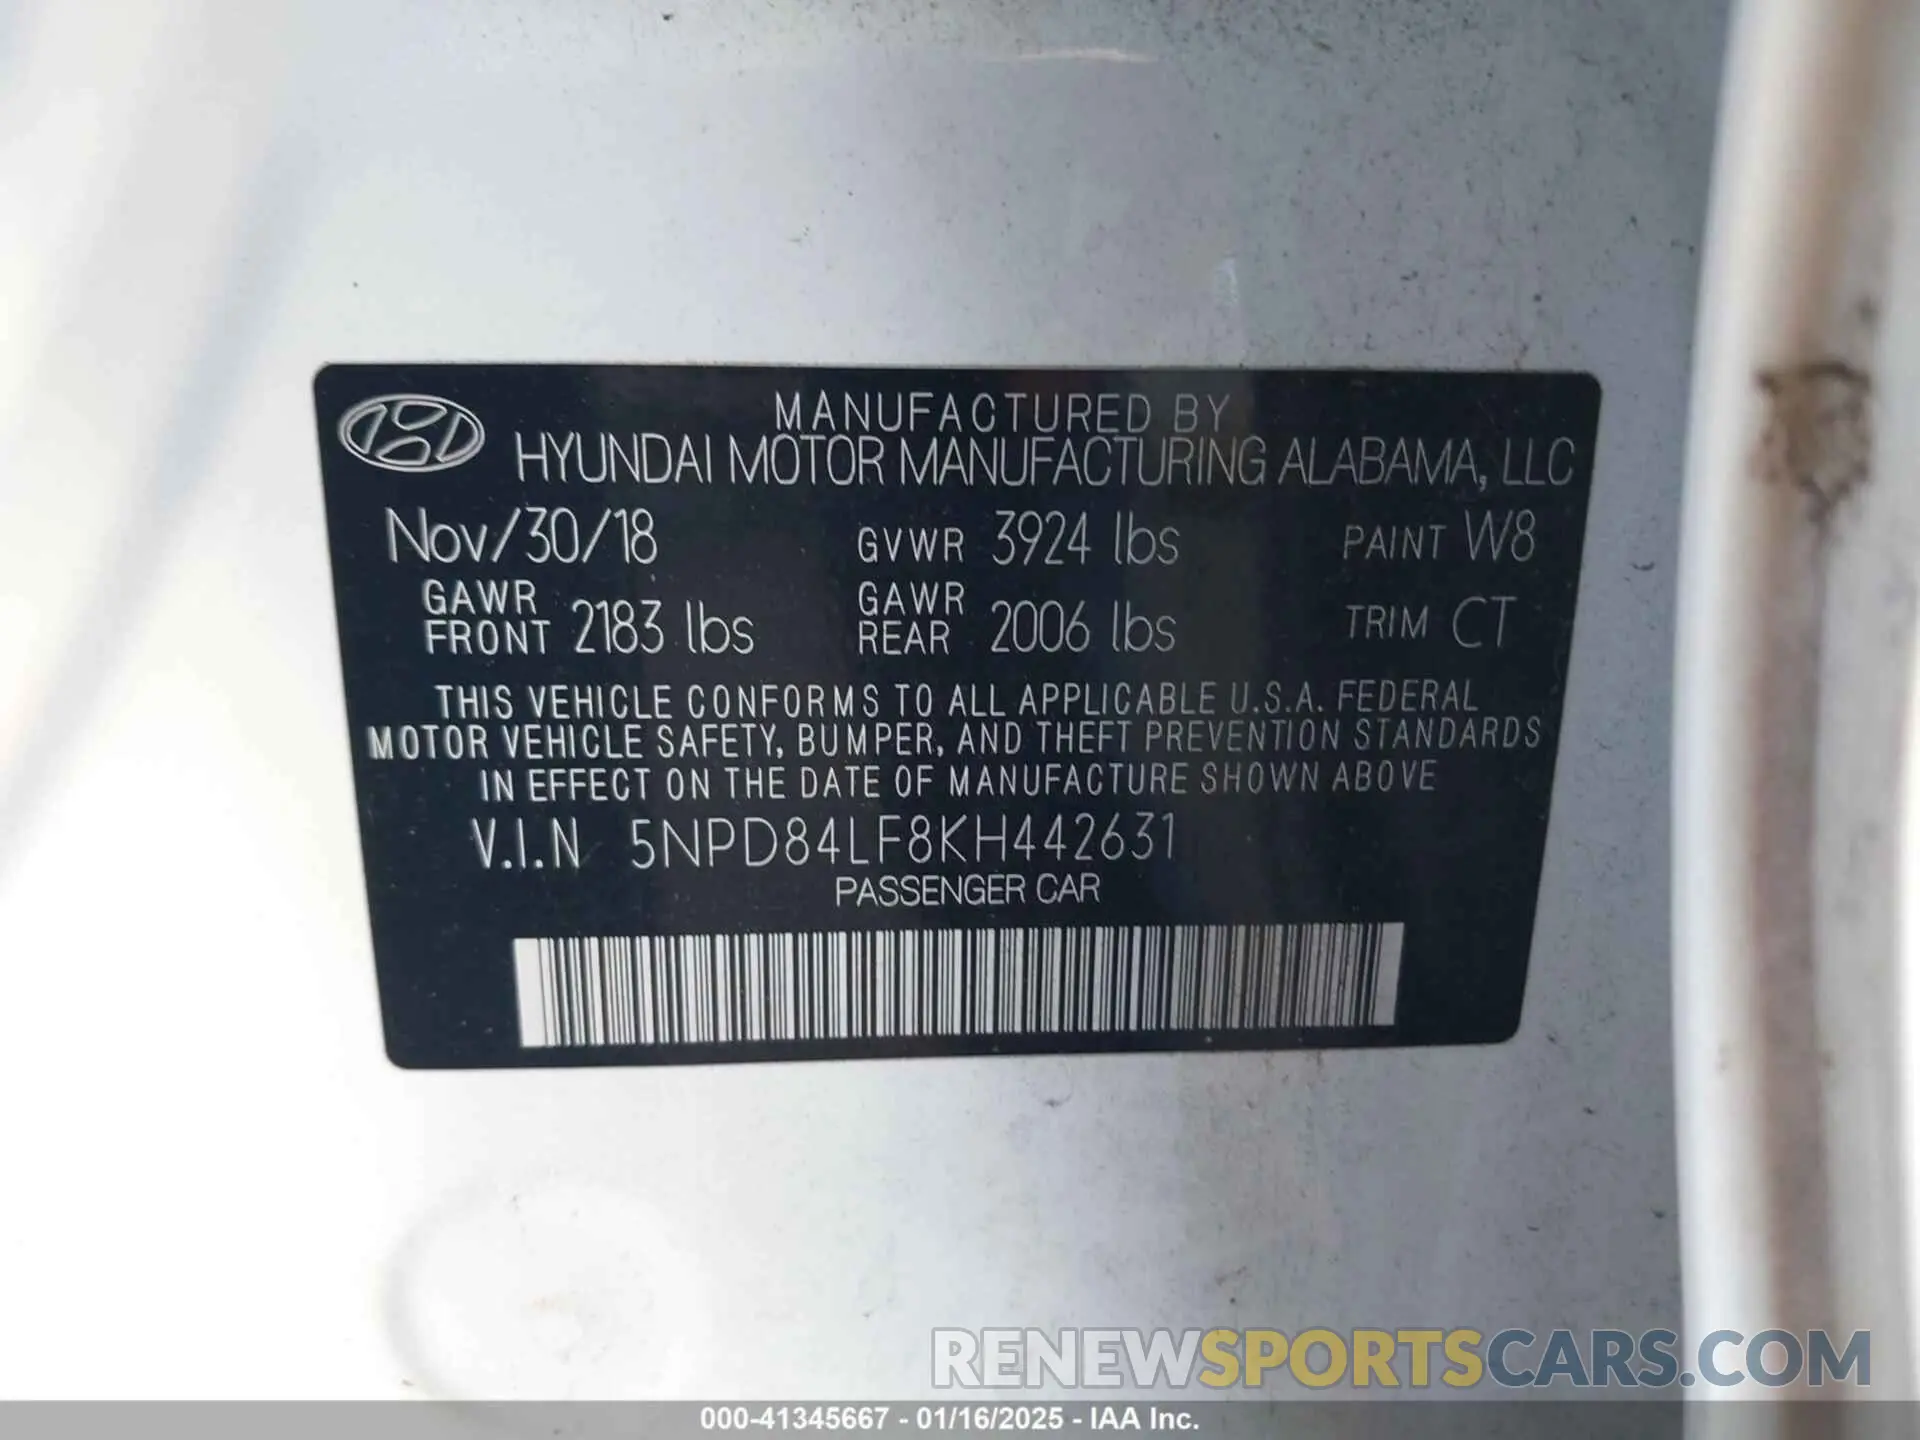 MANUFACTURED BY
HYUNDAI MOTOR MANUFACTURING ALABAMA, LLC
Nov/30/18 GVWR 3924 lbs PAINT W8
GAWR FRONT 2183 lbs GAWR REAR 2006 lbs TRIM CT
THIS VEHICLE CONFORMS TO ALL APPLICABLE U.S.A. FEDERAL
MOTOR VEHICLE SAFETY, BUMPER, AND THEFT PREVENTION STANDARDS
IN EFFECT ON THE DATE OF MANUFACTURE SHOWN ABOVE
V.I.N 5NPD84LF8KH442631
PASSENGER CAR
RENEWSPORTSCARS.COM
000-41345667 - 01/16/2025 - IAA Inc.